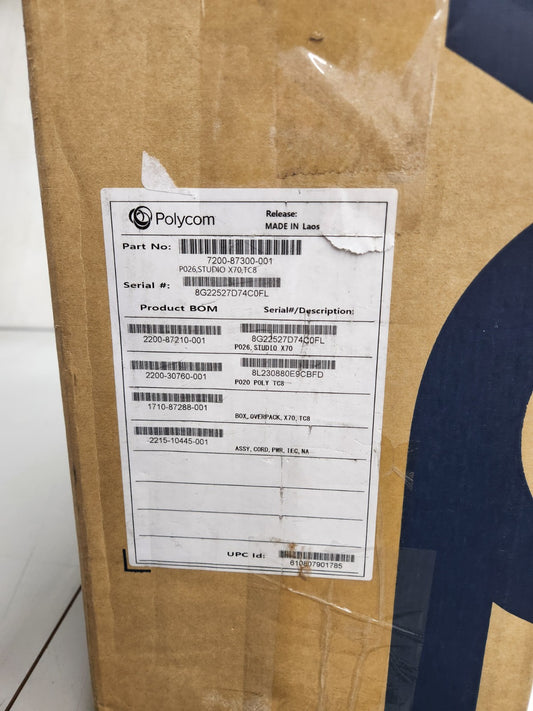 Polycom
Release:
MADE IN Laos
Part No:
7200-87300-001
P026,STUDIO X70,TC8
Serial #:
8G22527D74C0FL
Product BOM Serial#/Description:
2200-87210-001 8G22527D74C0FL
P026, STUDIO X70
2200-30760-001 8L230880E9CBFD
P020 POLY TC8
1710-87288-001
BOX, OVERPACK, X70, TC8
2215-10445-001
ASSY, CORD, PWR, IEC, NA
UPC Id:
610807901785